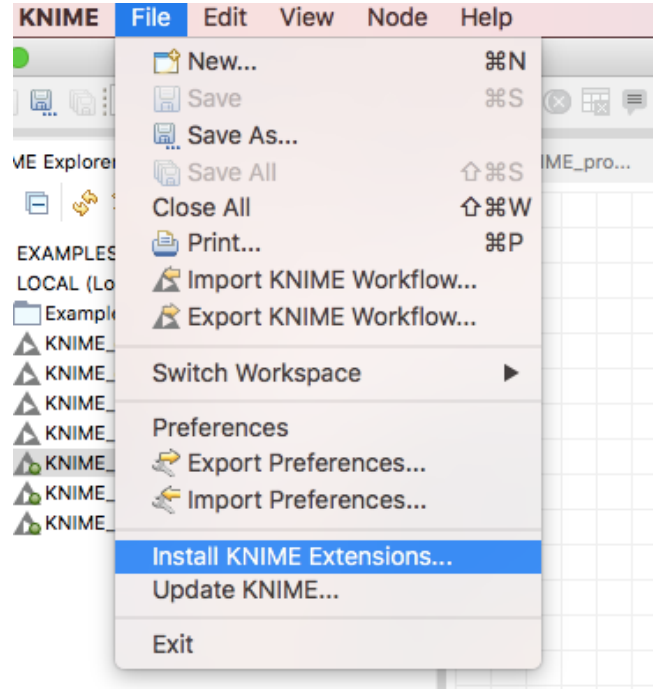 KNIME File Edit View Node Help
New... ⌘N
Save ⌘S
Save As...
Save All ⇧⌘S
Close All ⇧⌘W
Print... ⌘P
Import KNIME Workflow...
Export KNIME Workflow...
Switch Workspace ▶
Preferences
Export Preferences...
Import Preferences...
Install KNIME Extensions...
Update KNIME...
Exit
ME Explorer
EXAMPLES
LOCAL (Lo
Example
KNIME_
KNIME_
KNIME_
KNIME_
KNIME_
KNIME_
KNIME_
IME_pro...